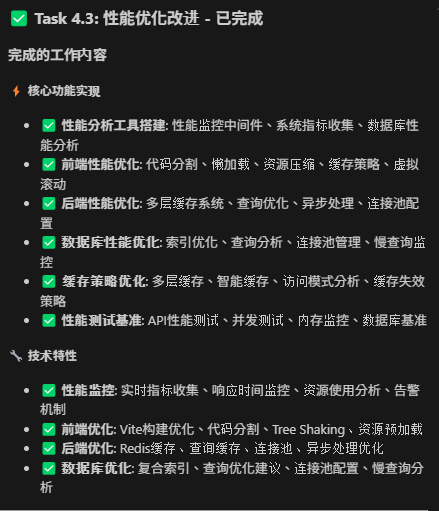 ✅ Task 4.3: 性能优化改进 - 已完成
完成的工作内容
⚡ 核心功能实现
• ✅ 性能分析工具搭建: 性能监控中间件、系统指标收集、数据库性
能分析
• ✅ 前端性能优化: 代码分割、懒加载、资源压缩、缓存策略、虚拟
滚动
• ✅ 后端性能优化: 多层缓存系统、查询优化、异步处理、连接池配
置
• ✅ 数据库性能优化: 索引优化、查询分析、连接池管理、慢查询监
控
• ✅ 缓存策略优化: 多层缓存、智能缓存、访问模式分析、缓存失效
策略
• ✅ 性能测试基准: API性能测试、并发测试、内存监控、数据库基准
🔧 技术特性
• ✅ 性能监控: 实时指标收集、响应时间监控、资源使用分析、告警
机制
• ✅ 前端优化: Vite构建优化、代码分割、Tree Shaking、资源预加载
• ✅ 后端优化: Redis缓存、查询缓存、连接池、异步处理优化
• ✅ 数据库优化: 复合索引、查询优化建议、连接池配置、慢查询分
析